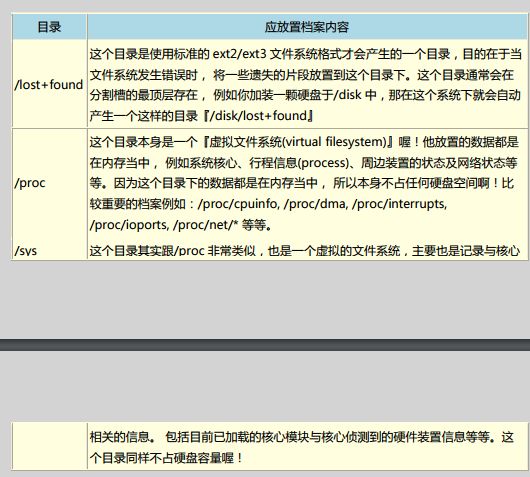 目录 应放置档案内容
/lost+found
这个目录是使用标准的 ext2/ext3 文件系统格式才会产生的一个目录，目的在于当
文件系统发生错误时， 将一些遗失的片段放置到这个目录下。这个目录通常会在
分割槽的最顶层存在， 例如你加装一颗硬盘于/disk 中，那在这个系统下就会自动
产生一个这样的目录『/disk/lost+found』
/proc
这个目录本身是一个『虚拟文件系统(virtual filesystem)』喔！他放置的数据都是
在内存当中， 例如系统核心、行程信息(process)、周边装置的状态及网络状态等
等。因为这个目录下的数据都是在内存当中， 所以本身不占任何硬盘空间啊！比
较重要的档案例如：/proc/cpuinfo, /proc/dma, /proc/interrupts,
/proc/ioports, /proc/net/* 等等。
/sys
这个目录其实跟/proc 非常类似，也是一个虚拟的文件系统，主要也是记录与核心
相关的信息。 包括目前已加载的核心模块与核心侦测到的硬件装置信息等等。这
个目录同样不占硬盘容量喔！